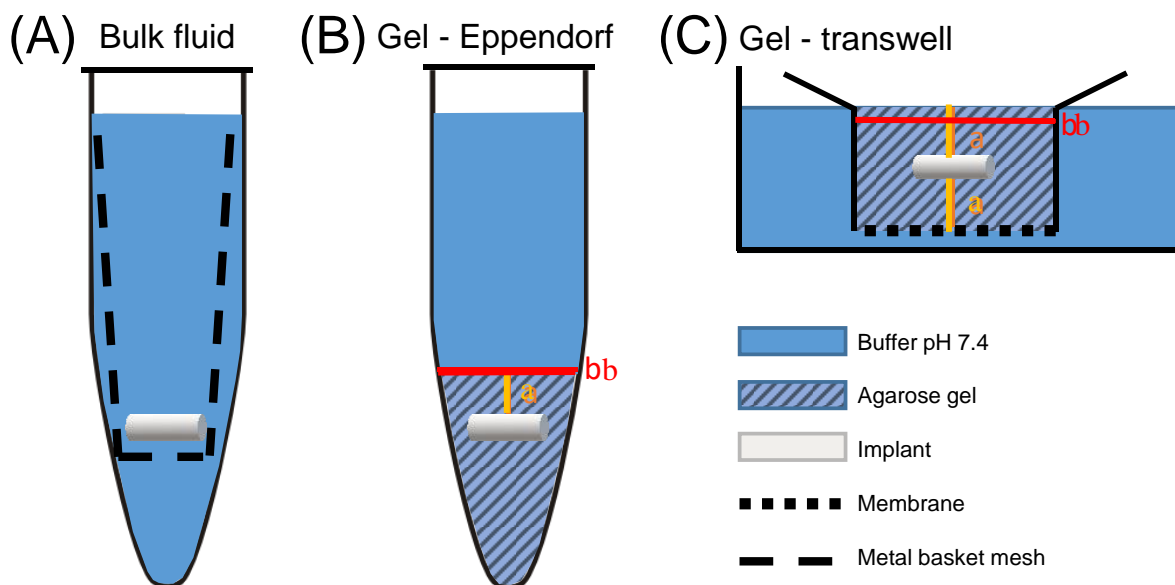 (A) Bulk fluid
(B) Gel - Eppendorf
(C) Gel - transwell
bb
a
a
bb
a
Buffer pH 7.4
Agarose gel
Implant
Membrane
Metal basket mesh